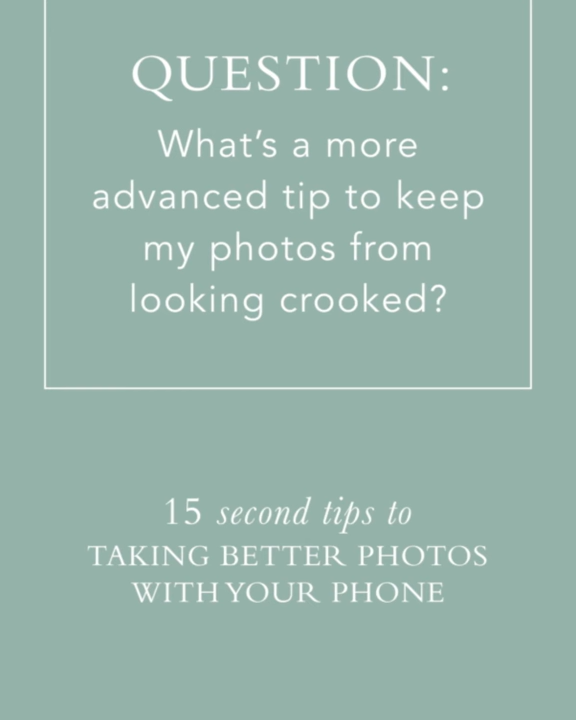 QUESTION:
What's a more
advanced tip to keep
my photos from
looking crooked?
15 second tips to
TAKING BETTER PHOTOS
WITH YOUR PHONE